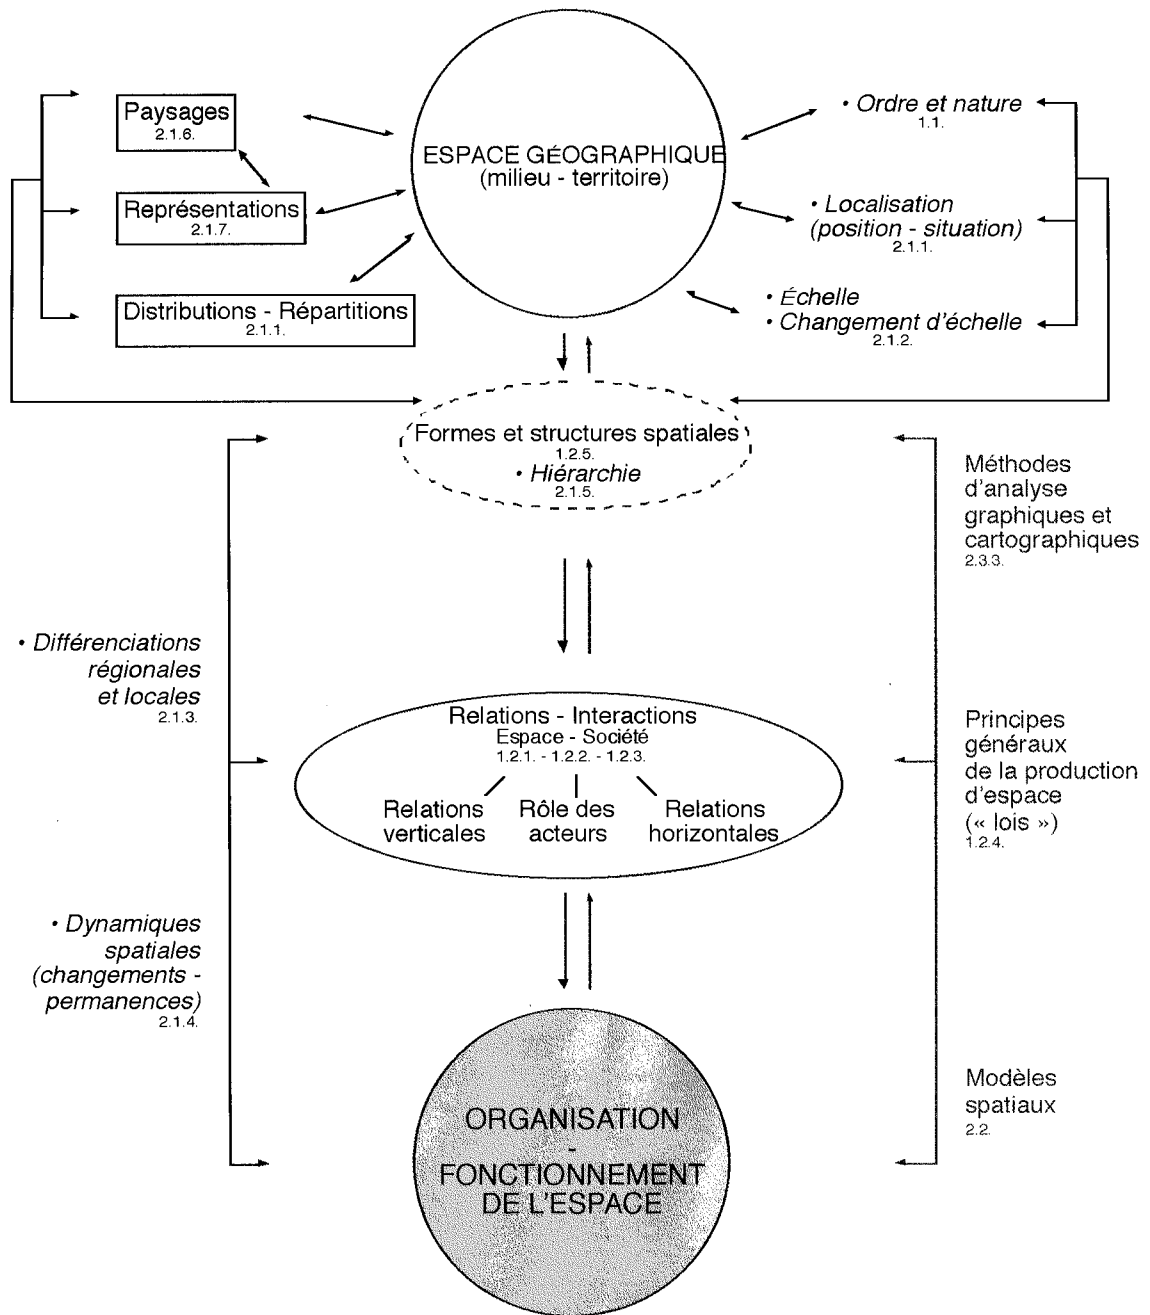 Paysages
2.1.6.
Représentations
2.1.7.
Distributions - Répartitions
2.1.1.
ESPACE GÉOGRAPHIQUE
(milieu - territoire)
• Ordre et nature
1.1.
• Localisation
(position - situation)
2.1.1.
• Échelle
• Changement d'échelle
2.1.2.
Formes et structures spatiales
1.2.5.
• Hiérarchie
2.1.5.
Méthodes
d'analyse
graphiques et
cartographiques
2.3.3.
• Différenciations
régionales
et locales
2.1.3.
Relations - Interactions
Espace - Société
1.2.1. - 1.2.2. - 1.2.3.
Relations
verticales
Rôle des
acteurs
Relations
horizontales
Principes
généraux
de la production
d'espace
(« lois »)
1.2.4.
• Dynamiques
spatiales
(changements -
permanences)
2.1.4.
ORGANISATION
-
FONCTIONNEMENT
DE L'ESPACE
Modèles
spatiaux
2.2.